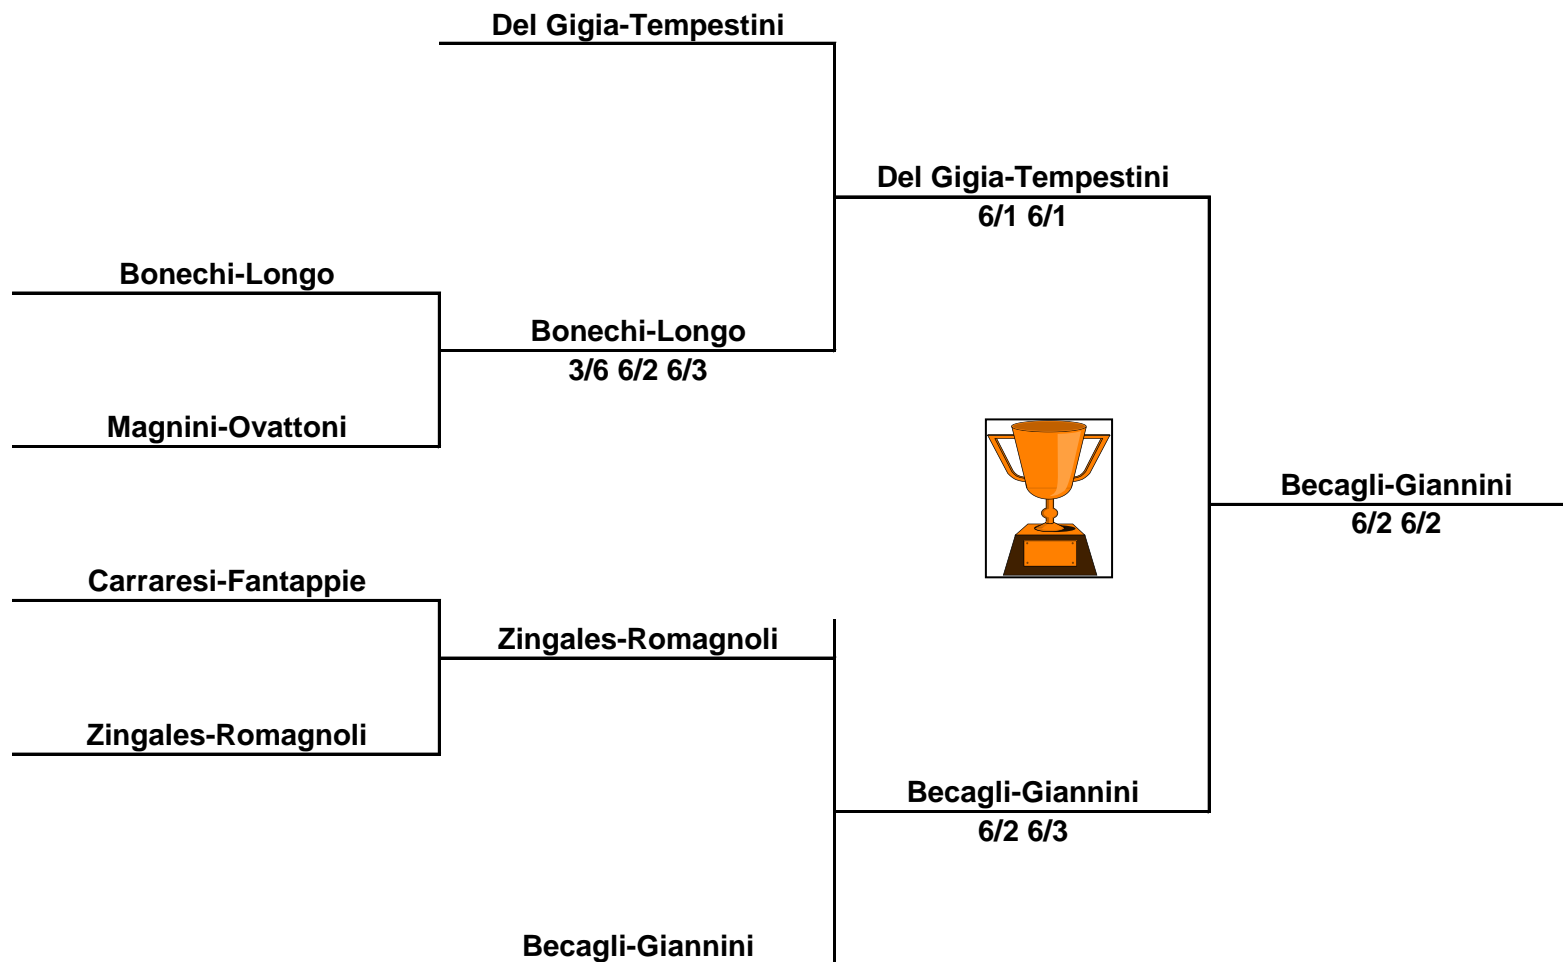 Del Gigia-Tempestini
Del Gigia-Tempestini
6/1 6/1
Bonechi-Longo
Bonechi-Longo
3/6 6/2 6/3
Magnini-Ovattoni
Becagli-Giannini
6/2 6/2
Carraresi-Fantappie
Zingales-Romagnoli
Zingales-Romagnoli
Becagli-Giannini
6/2 6/3
Becagli-Giannini